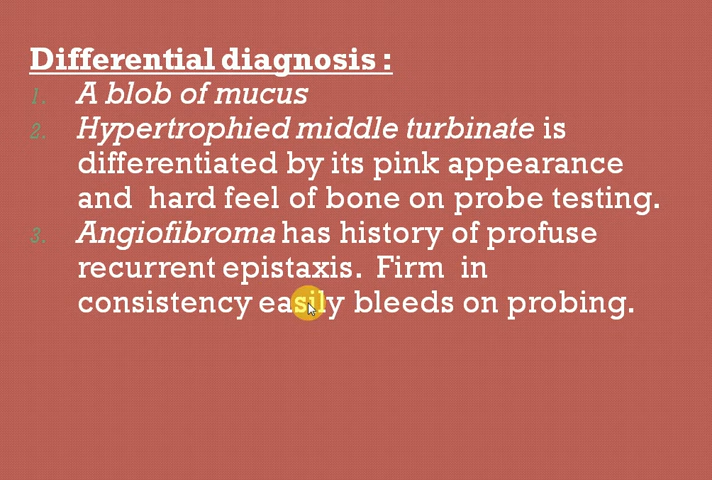 Differential diagnosis :
1. A blob of mucus
2. Hypertrophied middle turbinate is
differentiated by its pink appearance
and hard feel of bone on probe testing.
3. Angiofibroma has history of profuse
recurrent epistaxis. Firm in
consistency easily bleeds on probing.